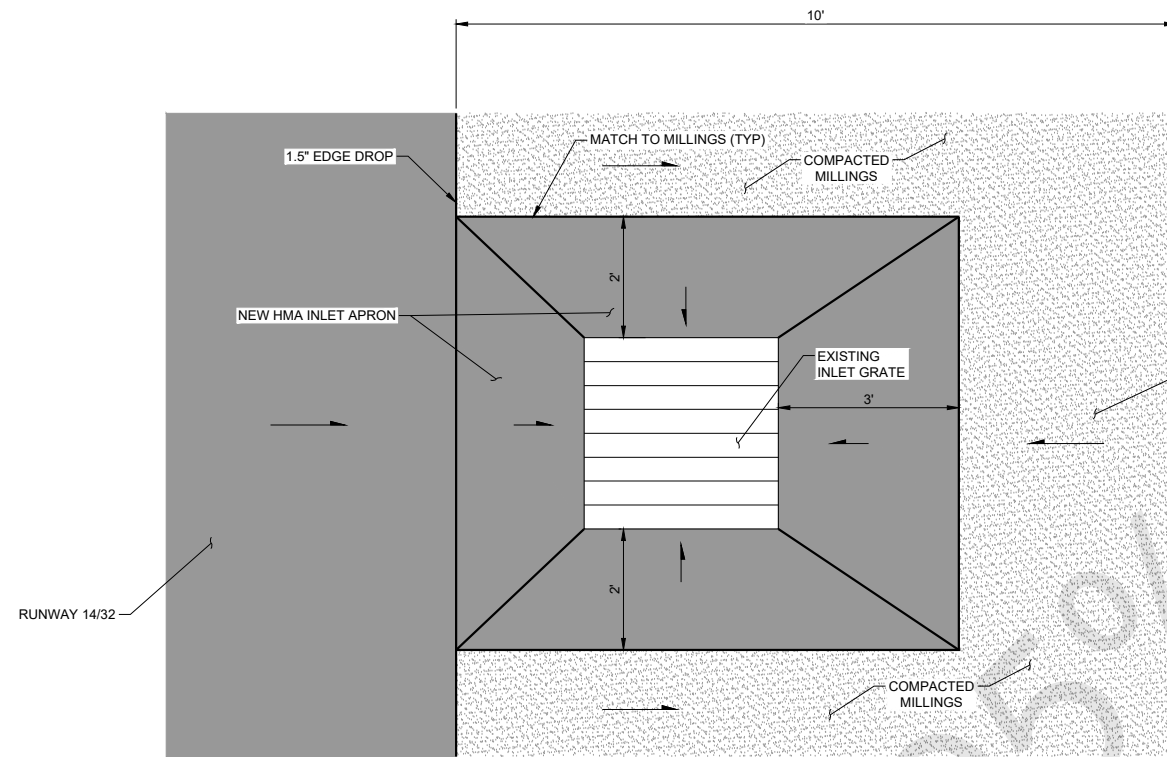 10'
MATCH TO MILLINGS (TYP)
1.5" EDGE DROP
COMPACTED
MILLINGS
2'
NEW HMA INLET APRON
EXISTING
INLET GRATE
3'
2'
RUNWAY 14/32
COMPACTED
MILLINGS